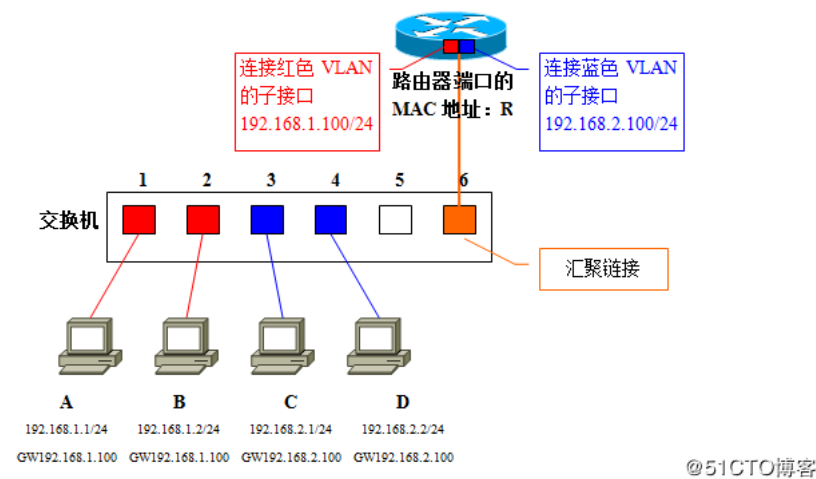 连接红色 VLAN
的子接口
192.168.1.100/24
路由器端口的
MAC 地址：R
连接蓝色 VLAN
的子接口
192.168.2.100/24
1 2 3 4 5 6
交换机
汇聚链接
A B C D
192.168.1.1/24 192.168.1.2/24 192.168.2.1/24 192.168.2.2/24
GW192.168.1.100 GW192.168.1.100 GW192.168.2.100 GW192.168.2.100
@51CTO博客